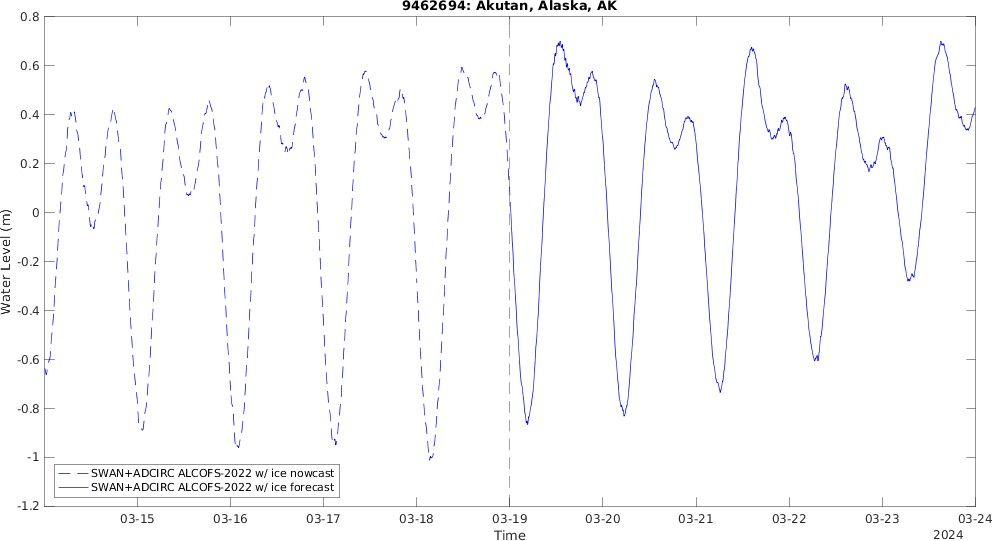 9462694: Akutan, Alaska, AK
0.8
0.6
0.4
0.2
0
-0.2
-0.4
-0.6
-0.8
-1
-1.2
Water Level (m)
SWAN+ADCIRC ALCOFS-2022 w/ ice nowcast
SWAN+ADCIRC ALCOFS-2022 w/ ice forecast
03-15 03-16 03-17 03-18 03-19 03-20 03-21 03-22 03-23 03-24
Time
2024